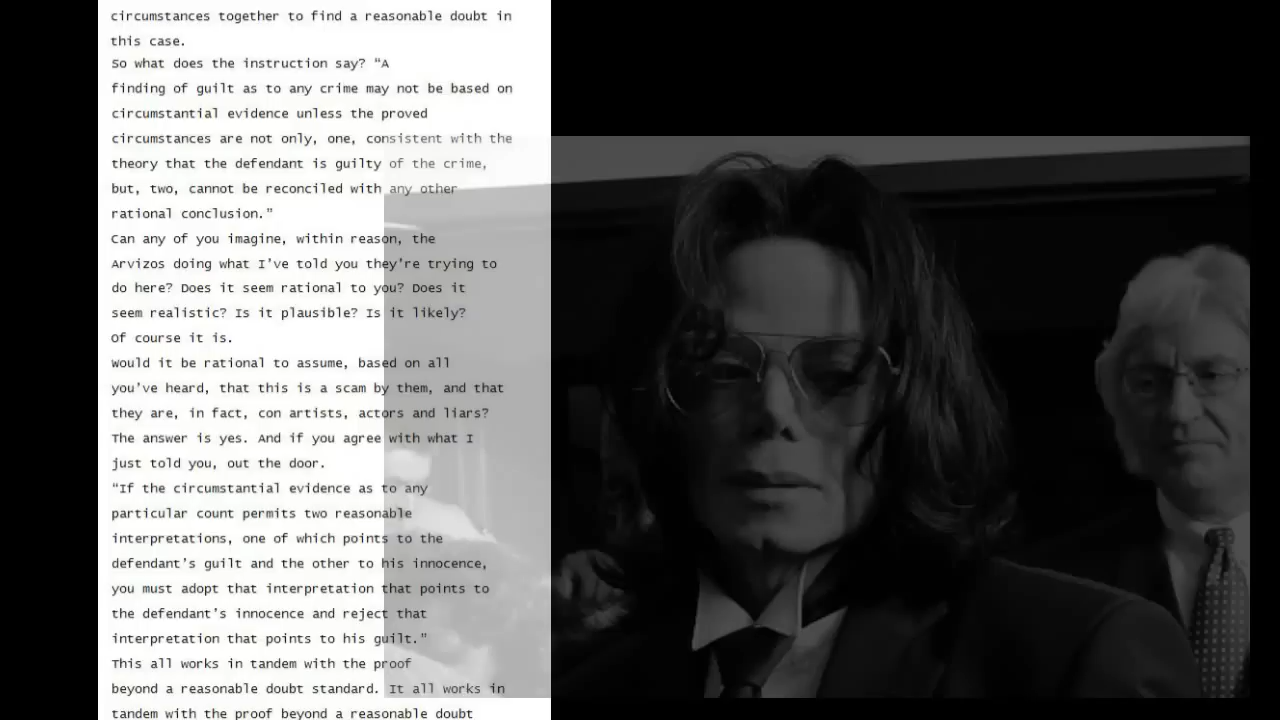 circumstances together to find a reasonable doubt in
this case.
So what does the instruction say? “A
finding of guilt as to any crime may not be based on
circumstantial evidence unless the proved
circumstances are not only, one, consistent with the
theory that the defendant is guilty of the crime,
but, two, cannot be reconciled with any other
rational conclusion."
Can any of you imagine, within reason, the
Arvizos doing what I’ve told you they’re trying to
do here? Does it seem rational to you? Does it
seem realistic? Is it plausible? Is it likely?
Of course it is.
Would it be rational to assume, based on all
you’ve heard, that this is a scam by them, and that
they are, in fact, con artists, actors and liars?
The answer is yes. And if you agree with what I
just told you, out the door.
“If the circumstantial evidence as to any
particular count permits two reasonable
interpretations, one of which points to the
defendant’s guilt and the other to his innocence,
you must adopt that interpretation that points to
the defendant’s innocence and reject that
interpretation that points to his guilt."
This all works in tandem with the proof
beyond a reasonable doubt standard. It all works in
tandem with the proof beyond a reasonable doubt